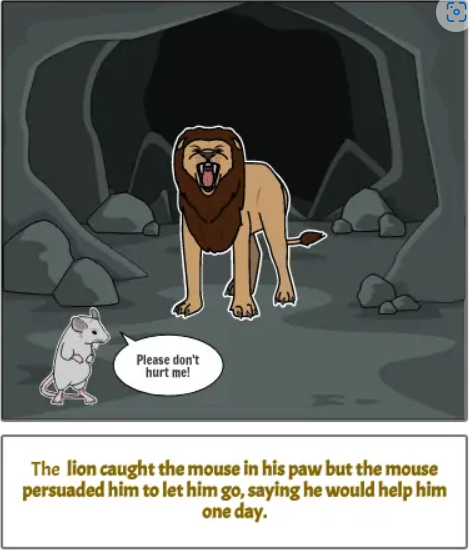 Please don't
hurt me!
The lion caught the mouse in his paw but the mouse
persuaded him to let him go, saying he would help him
one day.